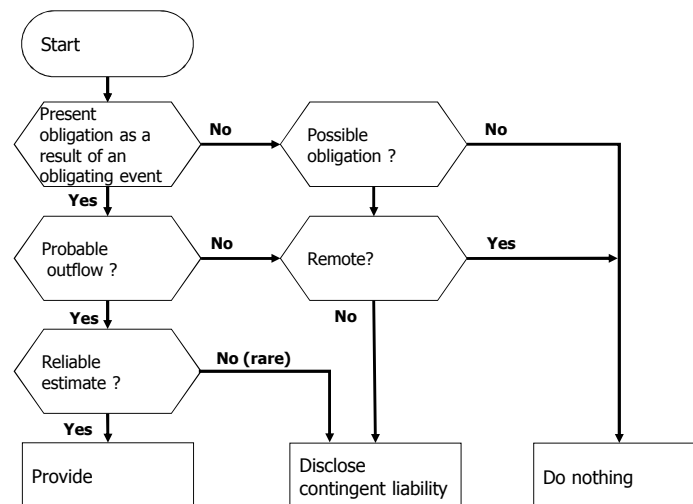 Start
Present
obligation as a
result of an
obligating event
No
Possible
obligation ?
No
Yes
Probable
outflow ?
No
Remote?
Yes
Yes
No
Reliable
estimate ?
No (rare)
Yes
Provide
Disclose
contingent liability
Do nothing